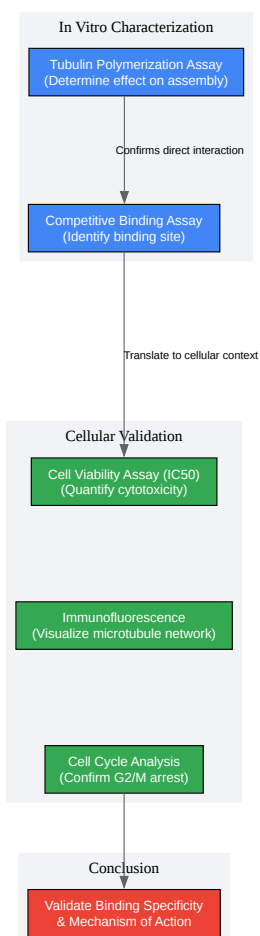 In Vitro Characterization
Tubulin Polymerization Assay
(Determine effect on assembly)
Confirms direct interaction
Competitive Binding Assay
(Identify binding site)
Translate to cellular context
Cellular Validation
Cell Viability Assay (IC50)
(Quantify cytotoxicity)
Immunofluorescence
(Visualize microtubule network)
Cell Cycle Analysis
(Confirm G2/M arrest)
Conclusion
Validate Binding Specificity
& Mechanism of Action